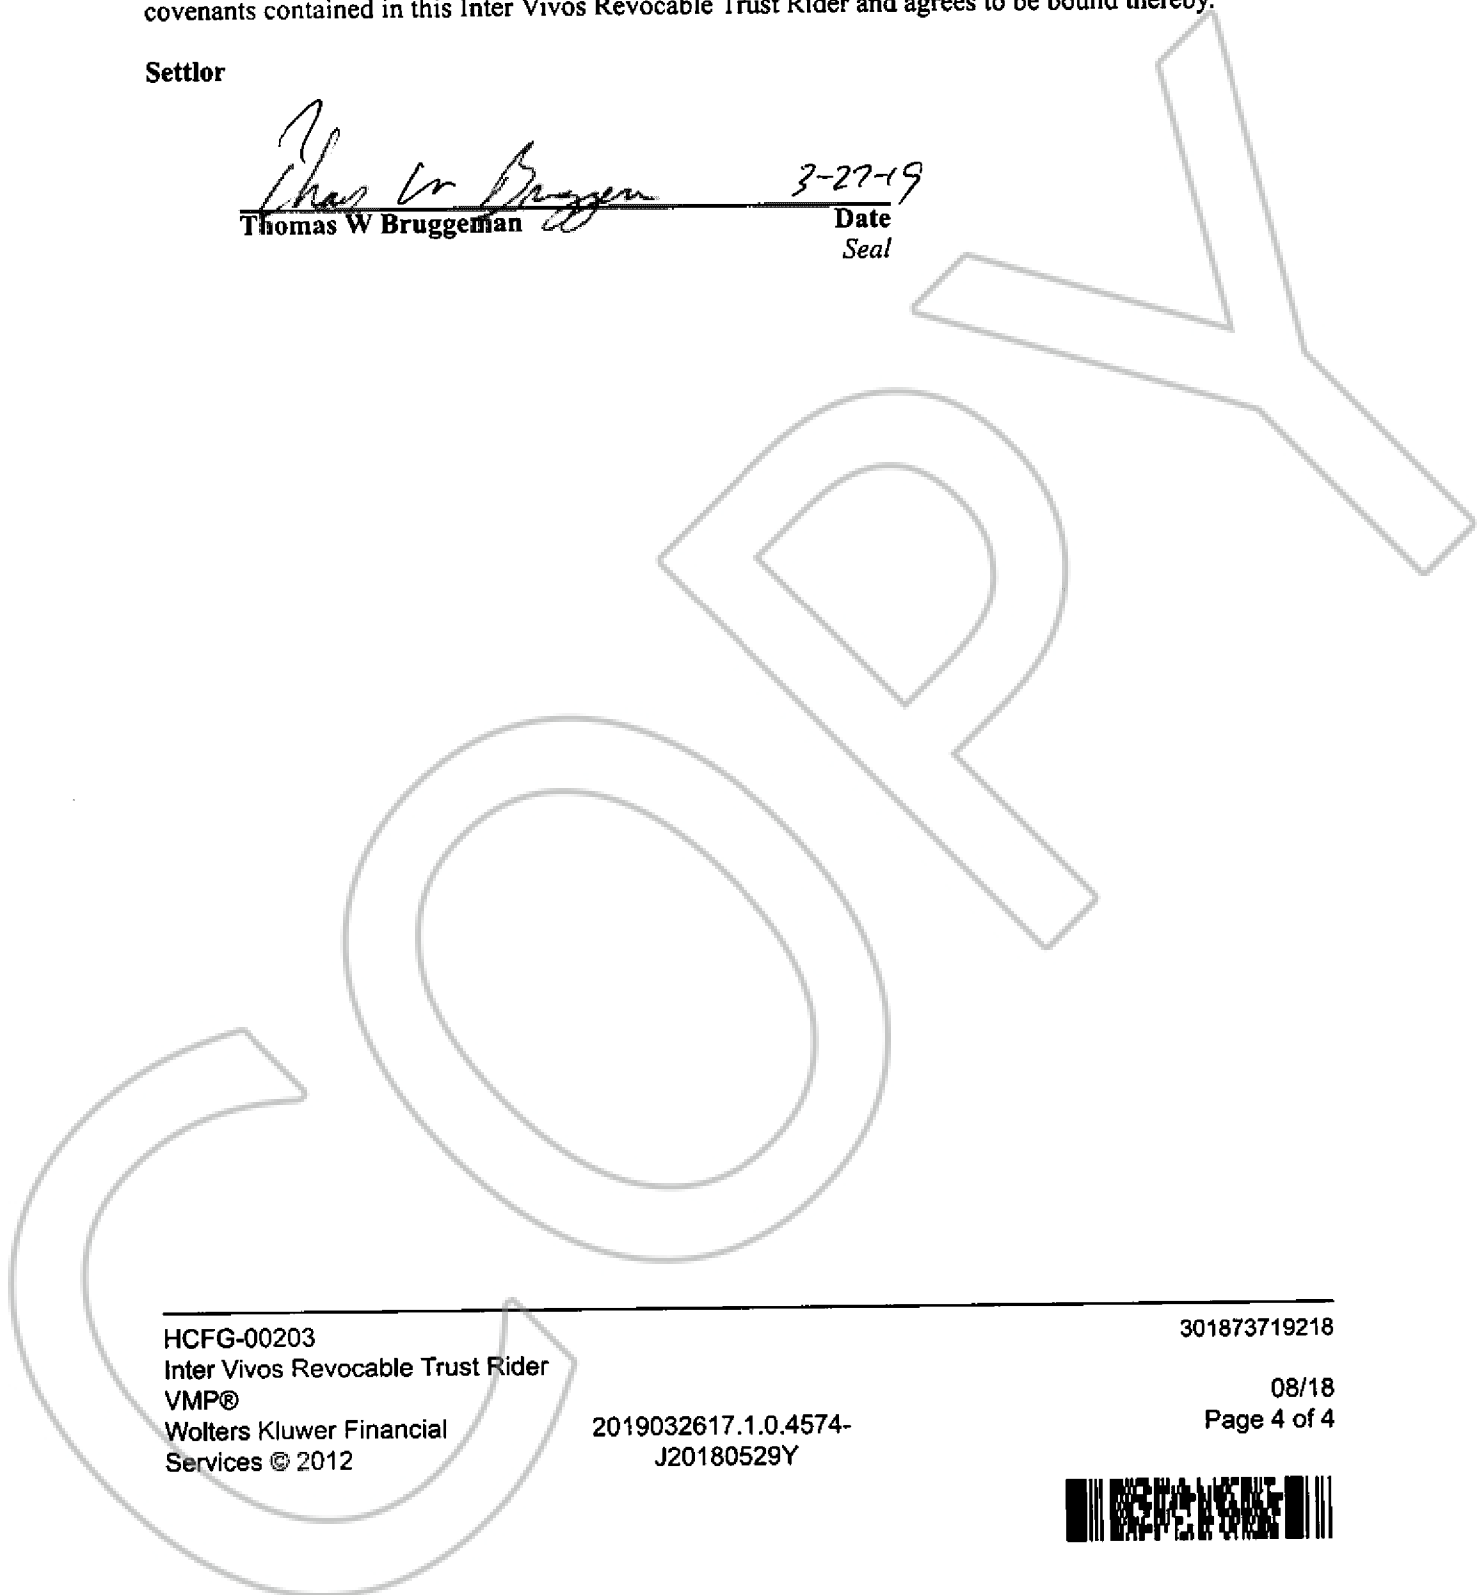 covenants contained in this Inter Vivos Revocable Trust Rider and agrees to be bound thereby.
Settlor
3-27-19
Thomas W Bruggeman Date
Seal
COPY
HCFG-00203 301873719218
Inter Vivos Revocable Trust Rider
VMP® 08/18
Wolters Kluwer Financial 2019032617.1.0.4574- Page 4 of 4
Services © 2012 J20180529Y